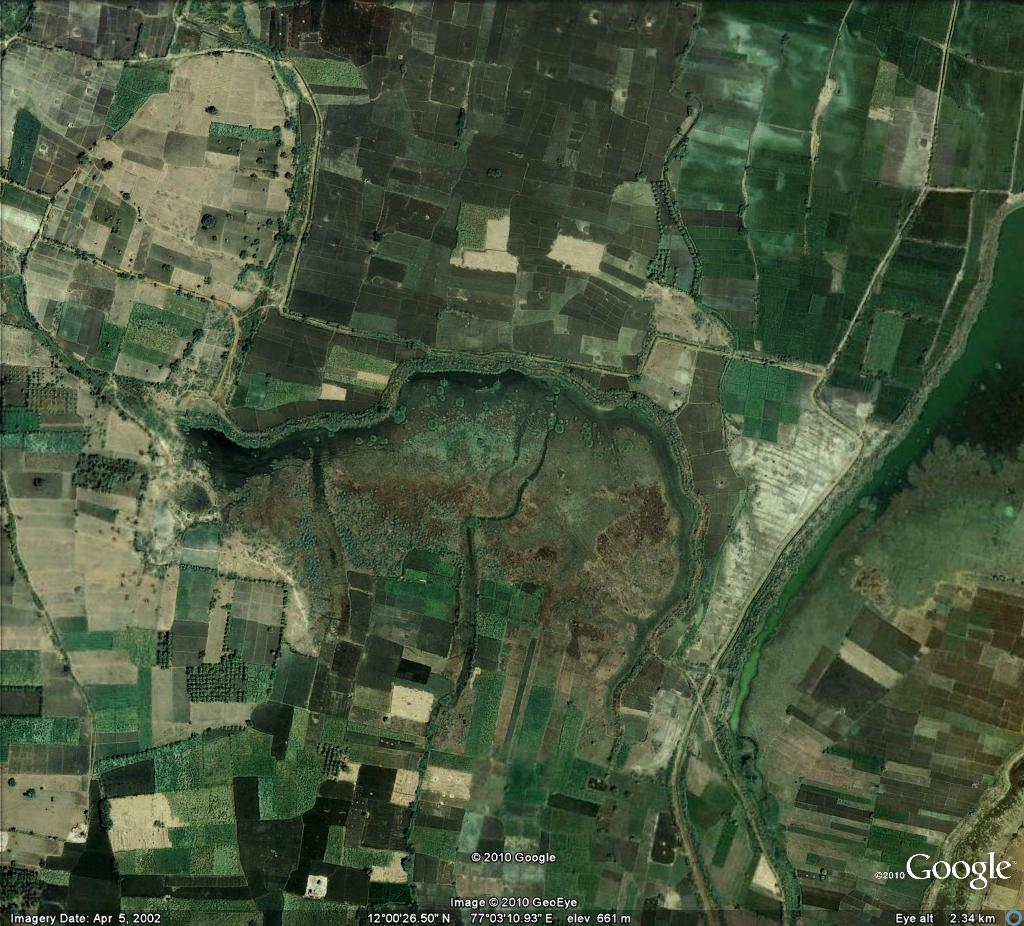 © 2010 Google
©2010 Google
Image © 2010 GeoEye
Imagery Date: Apr 5, 2002 12°00'26.50" N 77°03'10.93" E elev 661 m Eye alt 2.34 km